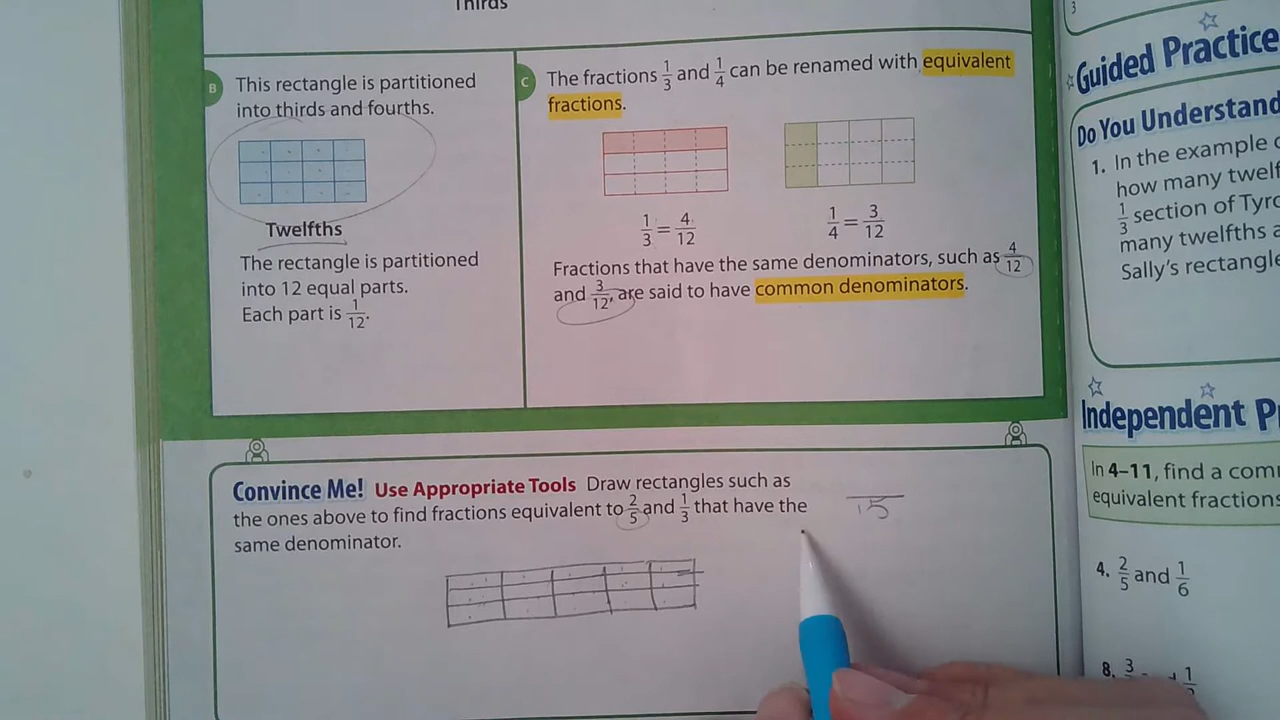 Thirds
B This rectangle is partitioned
into thirds and fourths.
Twelfths
The rectangle is partitioned
into 12 equal parts.
Each part is 1/12.
C The fractions 1/3 and 1/4 can be renamed with equivalent
fractions.
1/3 = 4/12
1/4 = 3/12
Fractions that have the same denominators, such as 4/12
and 3/12, are said to have common denominators.
Convince Me! Use Appropriate Tools Draw rectangles such as
the ones above to find fractions equivalent to 2/5 and 1/3 that have the
same denominator.
15
3
Guided Practice
Do You Understand
1. In the example
how many
1/3 section of
many twelfths
Sally's rectangle
Independent
In 4–11, find a
equivalent fractions
4. 2/5 and 1/6
8.